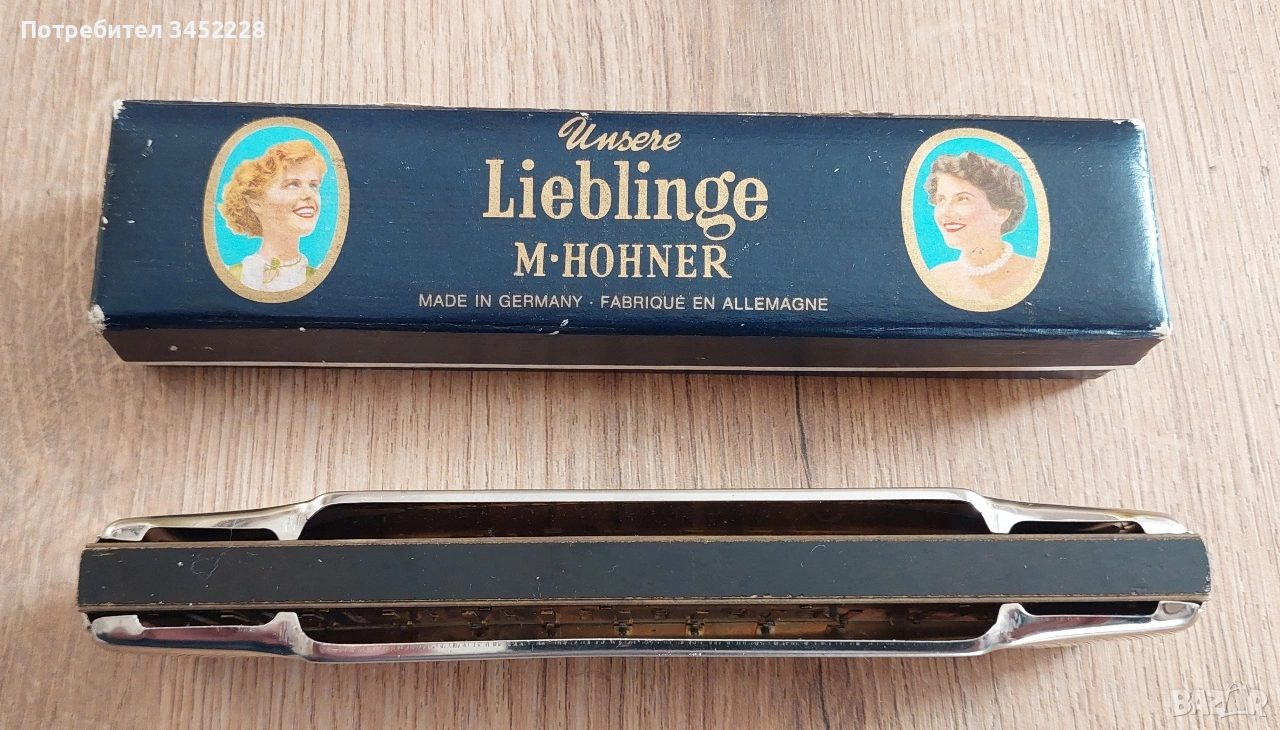 Потребител 3452228
Unsere
Lieblinge
M·HOHNER
MADE IN GERMANY · FABRIQUÉ EN ALLEMAGNE
BAZAR